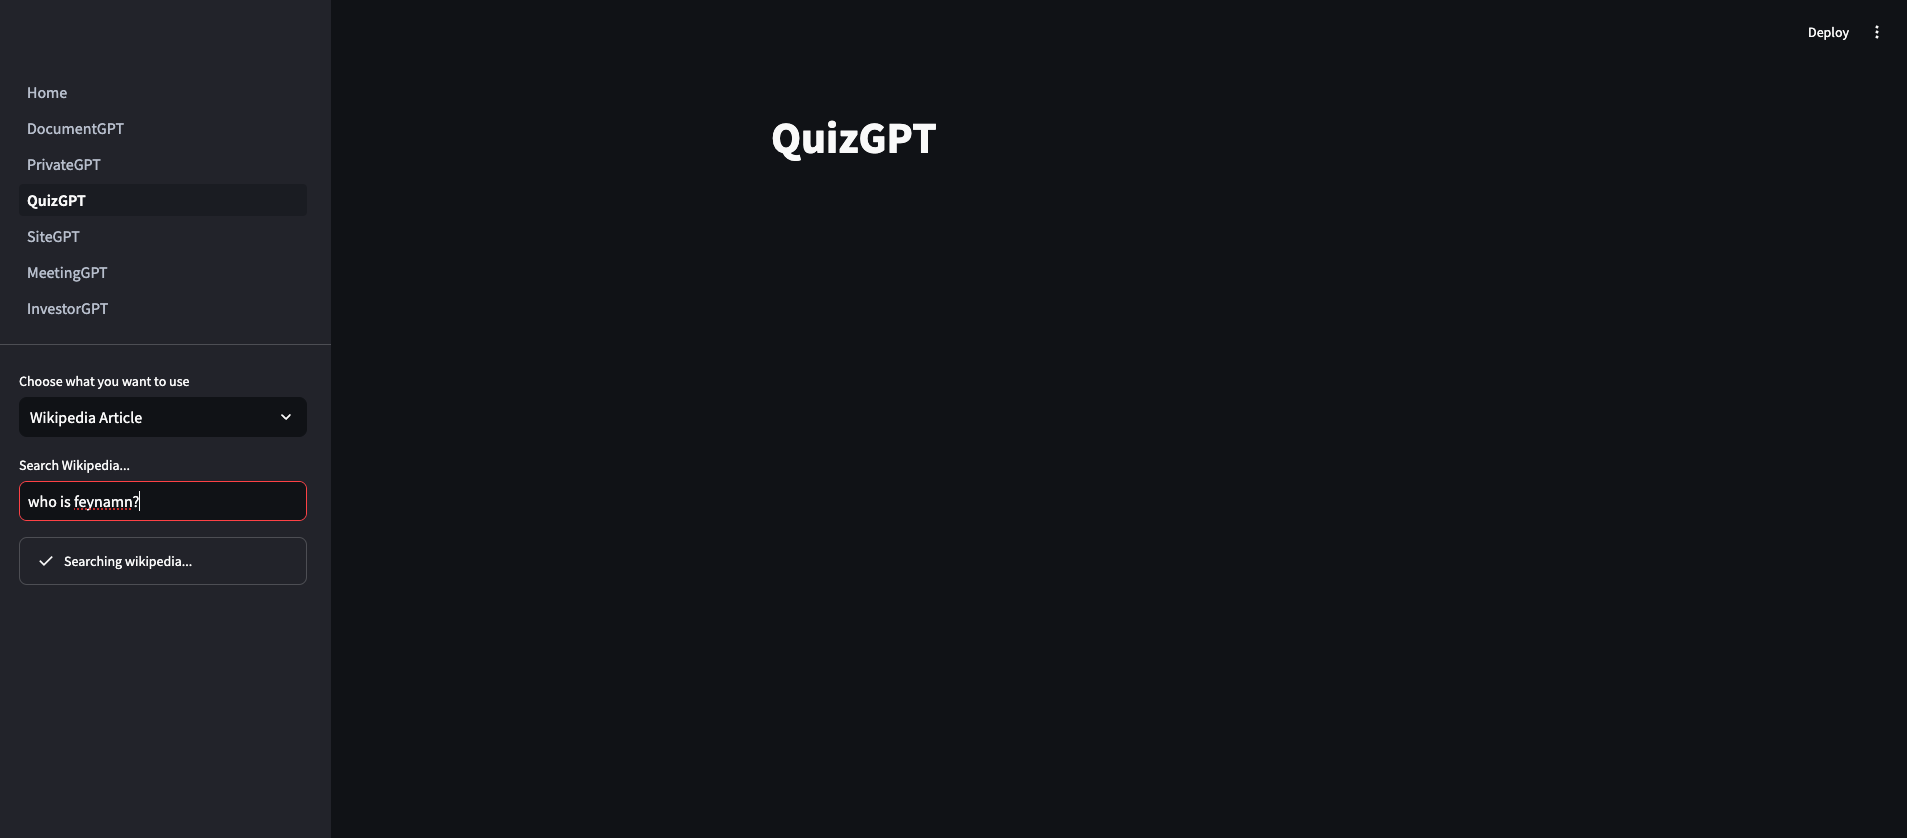 Deploy
Home
DocumentGPT
PrivateGPT
QuizGPT
SiteGPT
MeetingGPT
InvestorGPT
Choose what you want to use
Wikipedia Article
Search Wikipedia...
who is feynamn?
Searching wikipedia...
QuizGPT